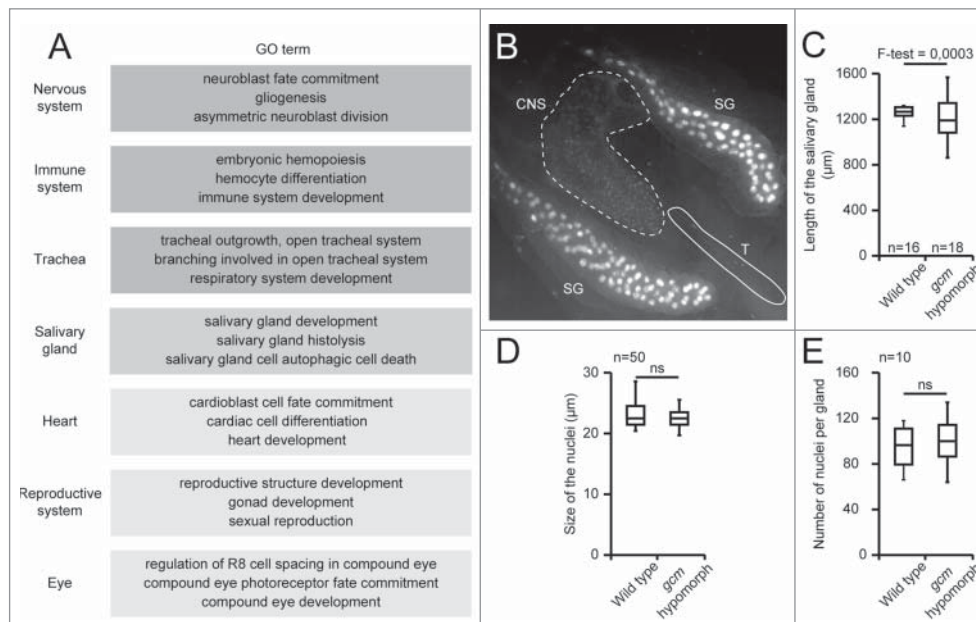 A
GO term
Nervous
system
neuroblast fate commitment
gliogenesis
asymmetric neuroblast division
Immune
system
embryonic hemopoiesis
hemocyte differentiation
immune system development
Trachea
tracheal outgrowth, open tracheal system
branching involved in open tracheal system
respiratory system development
Salivary
gland
salivary gland development
salivary gland histolysis
salivary gland cell autophagic cell death
Heart
cardioblast cell fate commitment
cardiac cell differentiation
heart development
Reproductive
system
reproductive structure development
gonad development
sexual reproduction
Eye
regulation of R8 cell spacing in compound eye
compound eye photoreceptor fate commitment
compound eye development
B
CNS
SG
SG
T
C
F-test = 0,0003
Length of the salivary gland
(µm)
1600
1200
800
400
0
n=16
n=18
Wild type
gcm
hypomorph
D
n=50
ns
Size of the nuclei (µm)
30
20
10
0
Wild type
gcm
hypomorph
E
n=10
ns
Number of nuclei per gland
160
120
80
40
0
Wild type
gcm
hypomorph